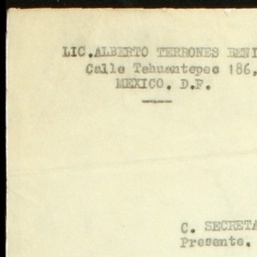 LIC.ALBERTO TERRONES BENI
Calle Tehuantepec 186,
MEXICO. D.F.
C. SECRETA
Presente.